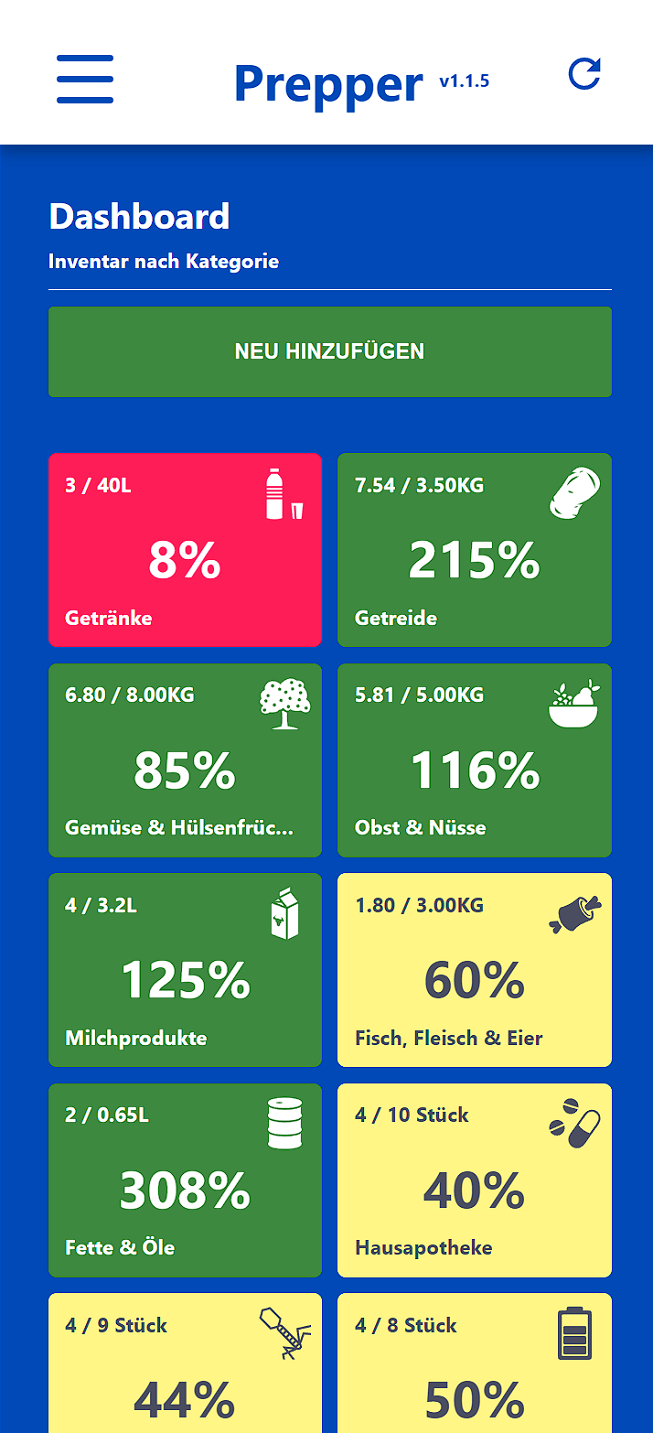 Prepper v1.1.5
Dashboard
Inventar nach Kategorie
NEU HINZUFÜGEN
3 / 40L
8%
Getränke
7.54 / 3.50KG
215%
Getreide
6.80 / 8.00KG
85%
Gemüse & Hülsenfrüc...
5.81 / 5.00KG
116%
Obst & Nüsse
4 / 3.2L
125%
Milchprodukte
1.80 / 3.00KG
60%
Fisch, Fleisch & Eier
2 / 0.65L
308%
Fette & Öle
4 / 10 Stück
40%
Hausapotheke
4 / 9 Stück
44%
4 / 8 Stück
50%